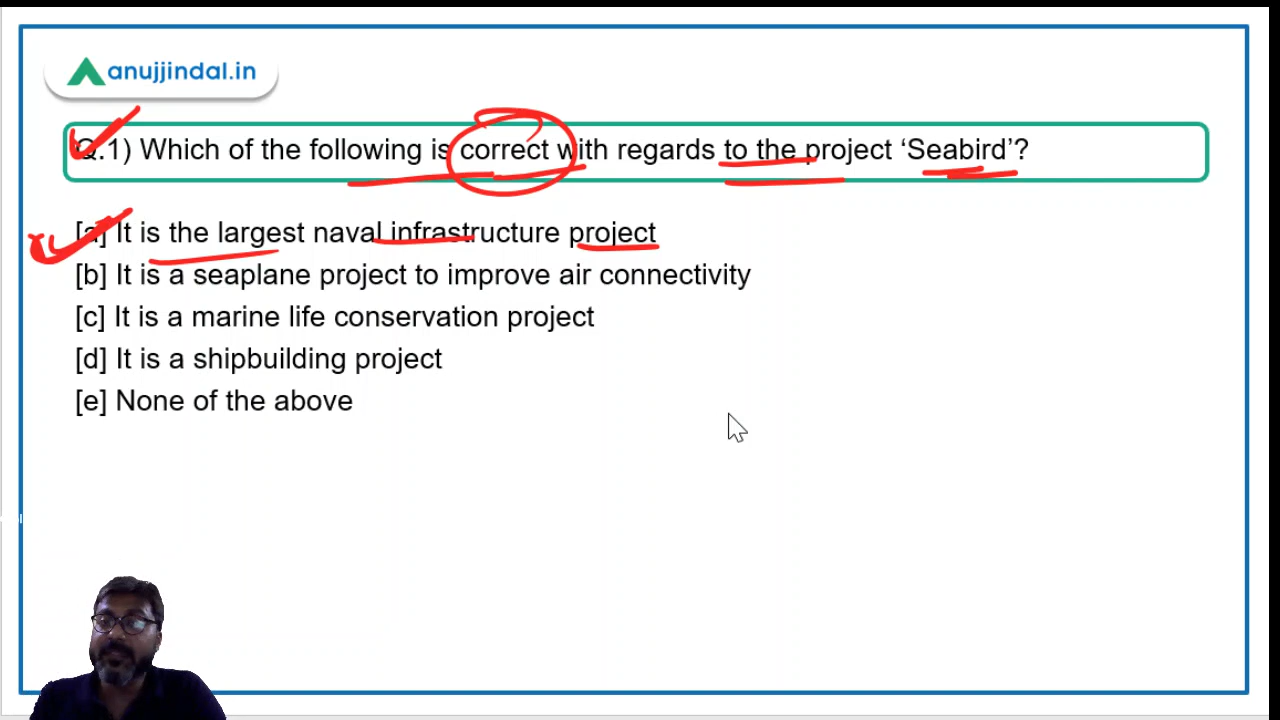 anujjindal.in
Q.1) Which of the following is correct with regards to the project ‘Seabird’?
[a] It is the largest naval infrastructure project
[b] It is a seaplane project to improve air connectivity
[c] It is a marine life conservation project
[d] It is a shipbuilding project
[e] None of the above